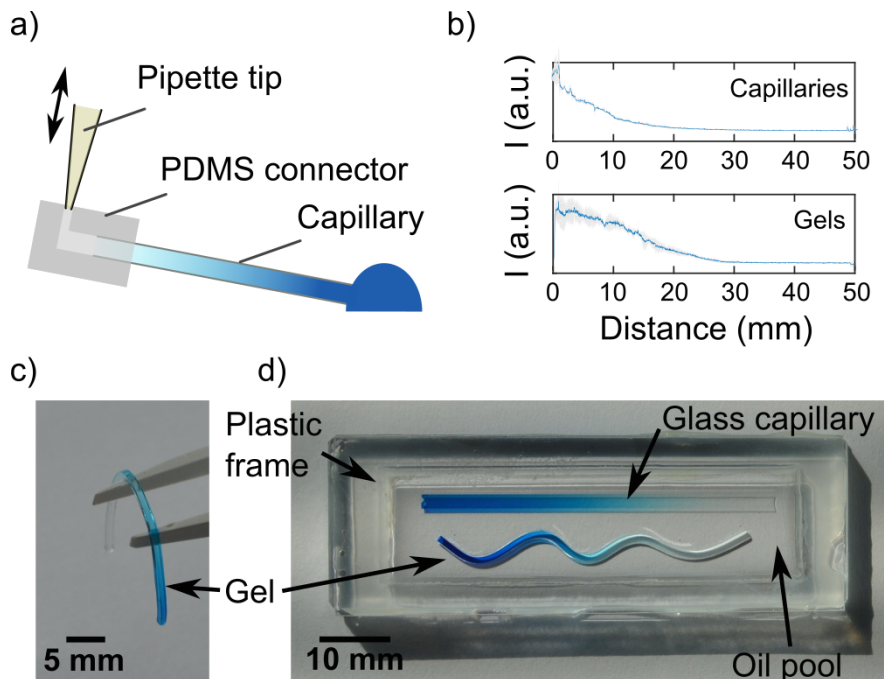 a)
Pipette tip
PDMS connector
Capillary
b)
I (a.u.)
Capillaries
0 10 20 30 40 50
I (a.u.)
Gels
0 10 20 30 40 50
Distance (mm)
c)
5 mm
d)
Plastic
frame
Glass capillary
Gel
10 mm
Oil pool